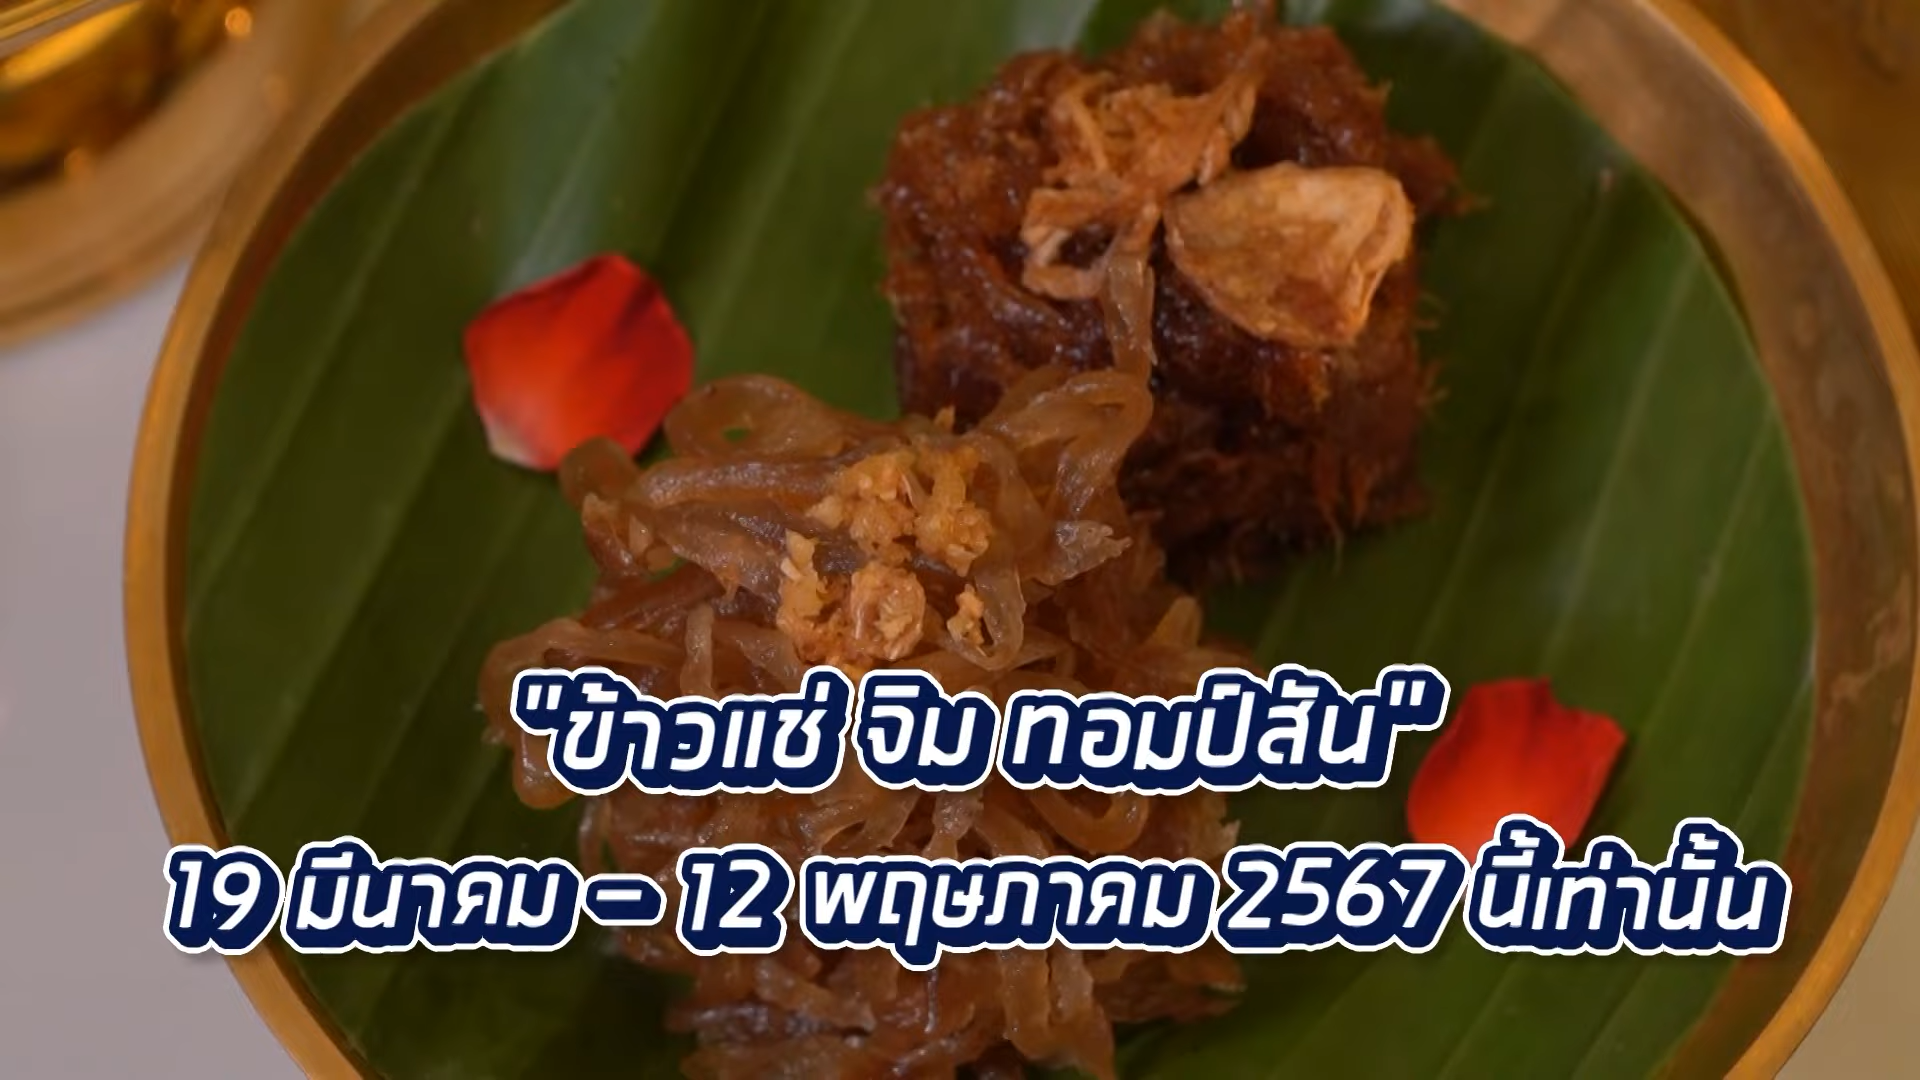 "ข้าวแช่ จิม ทอมป์สัน"
19 มีนาคม - 12 พฤษภาคม 2567 นี้เท่านั้น